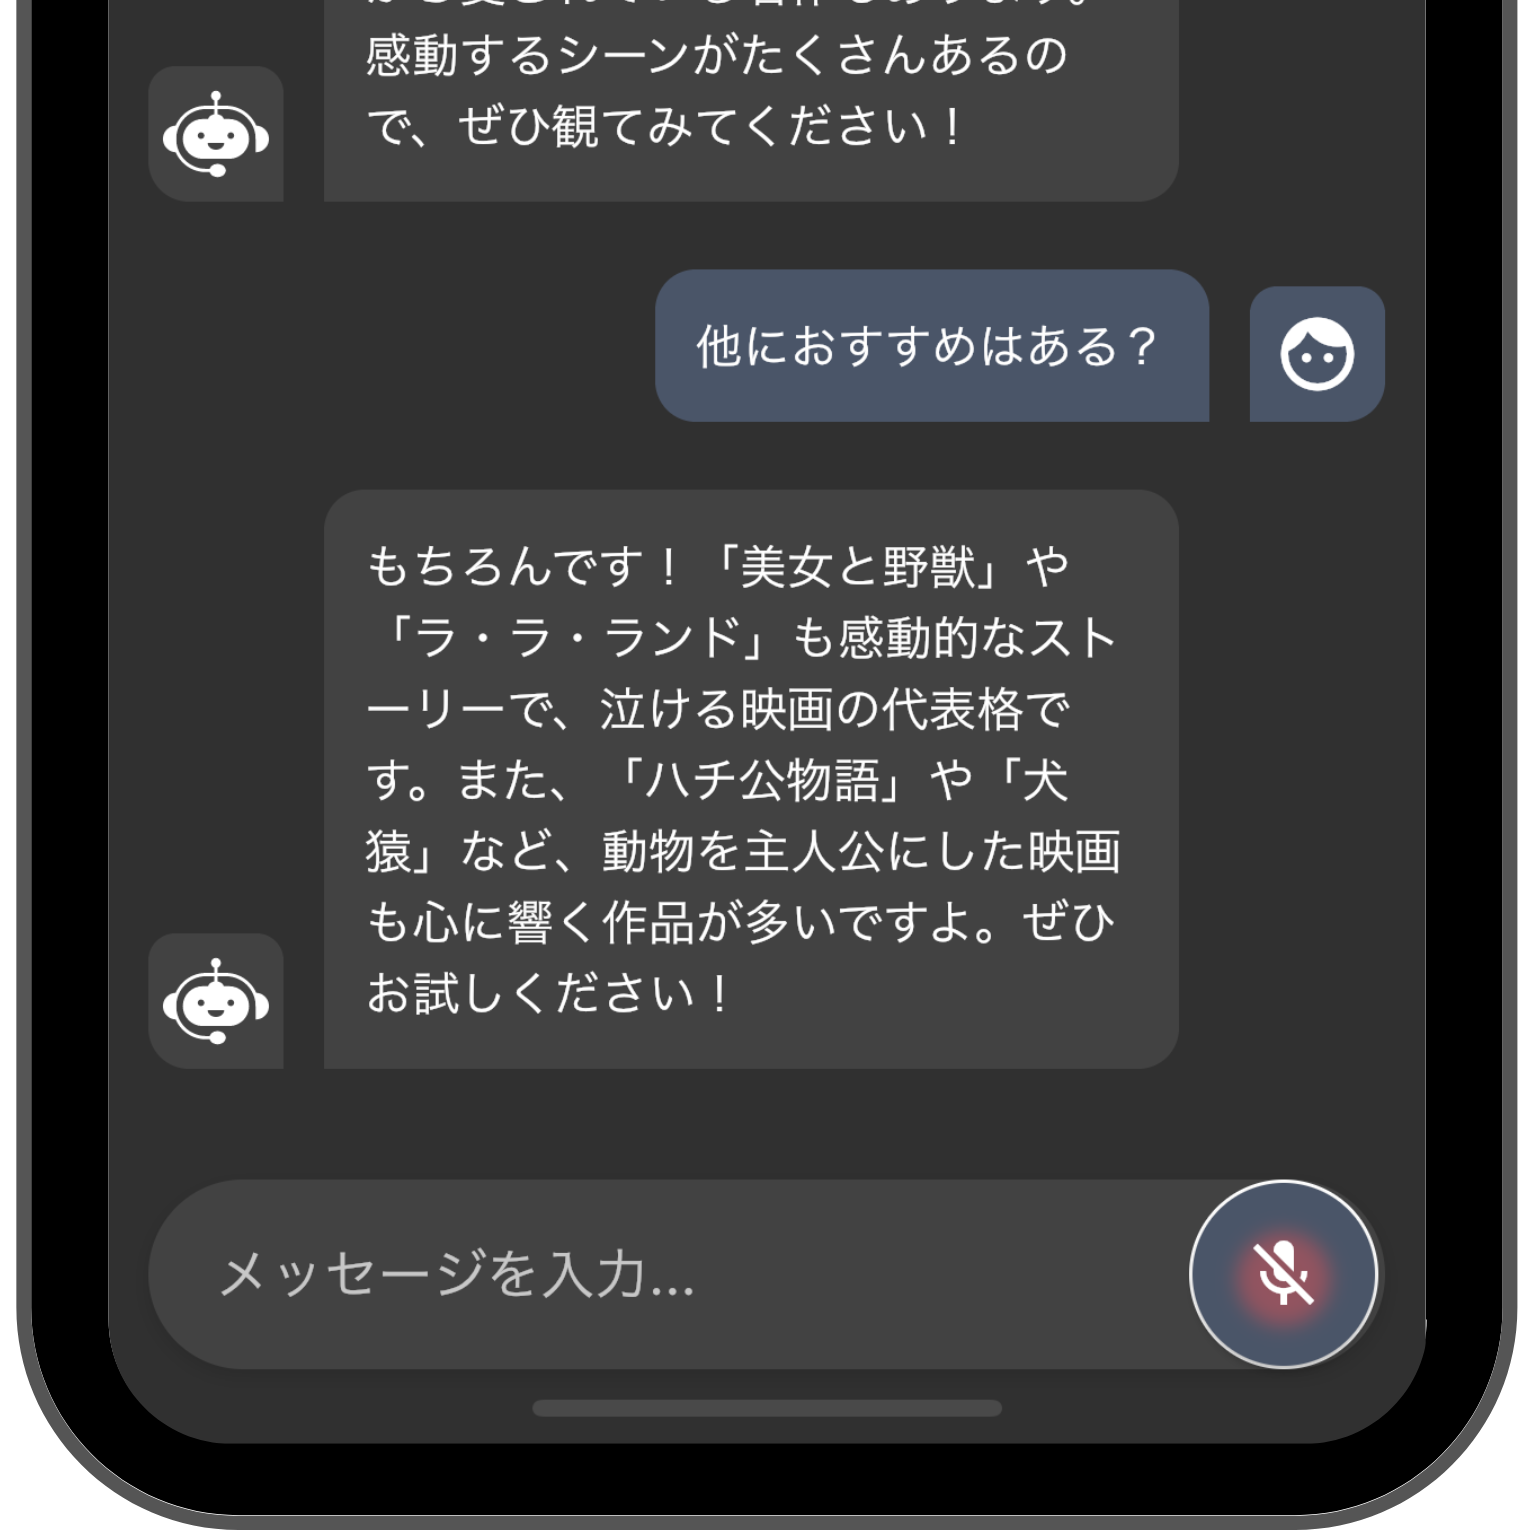 感動するシーンがたくさんあるの
で、ぜひ観てみてください！
他におすすめはある？
もちろんです！「美女と野獣」や
「ラ・ラ・ランド」も感動的なスト
ーリーで、泣ける映画の代表格で
す。また、「ハチ公物語」や「犬
猿」など、動物を主人公にした映画
も心に響く作品が多いですよ。ぜひ
お試しください！
メッセージを入力...